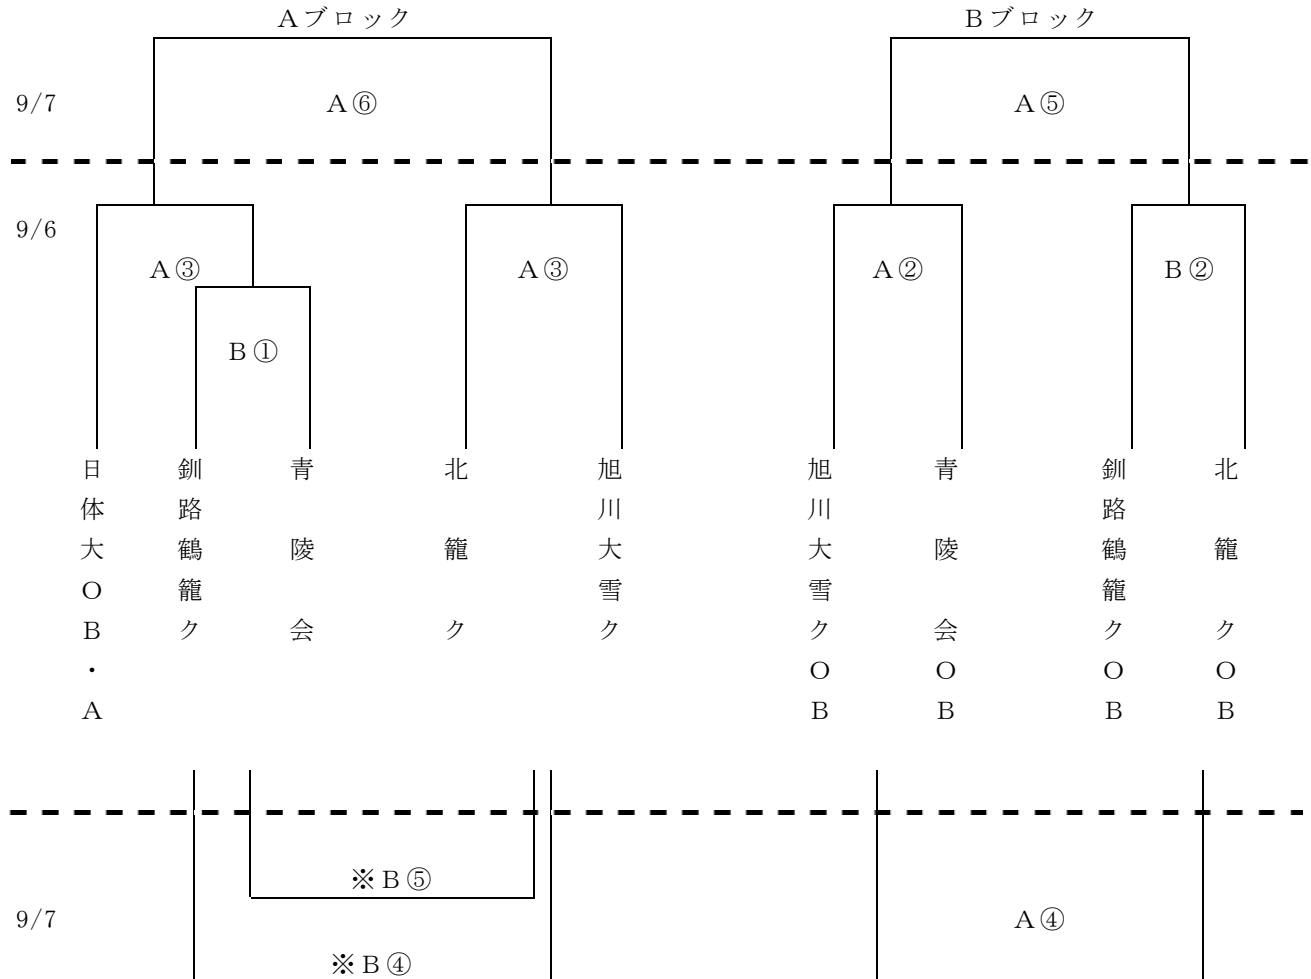 Aブロック
Bブロック
9/7
A⑥
A⑤
9/6
A③
A③
A②
B②
B①
日体大OB・A
釧路鶴籠ク
青陵会
北籠ク
旭川大雪ク
旭川大雪クOB
青陵会OB
釧路鶴籠クOB
北籠クOB
※B⑤
9/7
A④
※B④